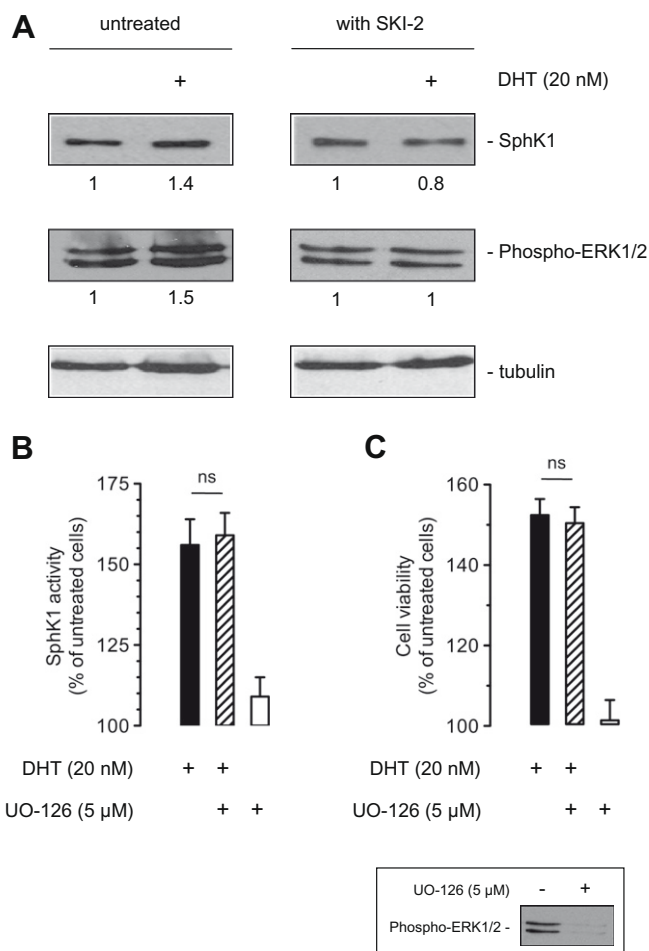 A
untreated
with SKI-2
+ + DHT (20 nM)
- SphK1
1 1.4 1 0.8
- Phospho-ERK1/2
1 1.5 1 1
- tubulin
B
SphK1 activity
(% of untreated cells)
175
150
125
100
ns
DHT (20 nM) + +
UO-126 (5 µM) + +
C
Cell viability
(% of untreated cells)
160
140
120
100
ns
DHT (20 nM) + +
UO-126 (5 µM) + +
UO-126 (5 µM) - +
Phospho-ERK1/2 -